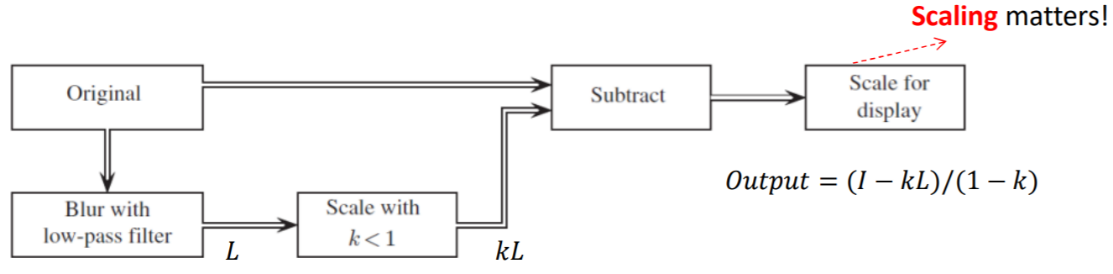 Scaling matters!
Original
Subtract
Scale for
display
Output = (I − kL)/(1 − k)
Blur with
low-pass filter
L
Scale with
k < 1
kL